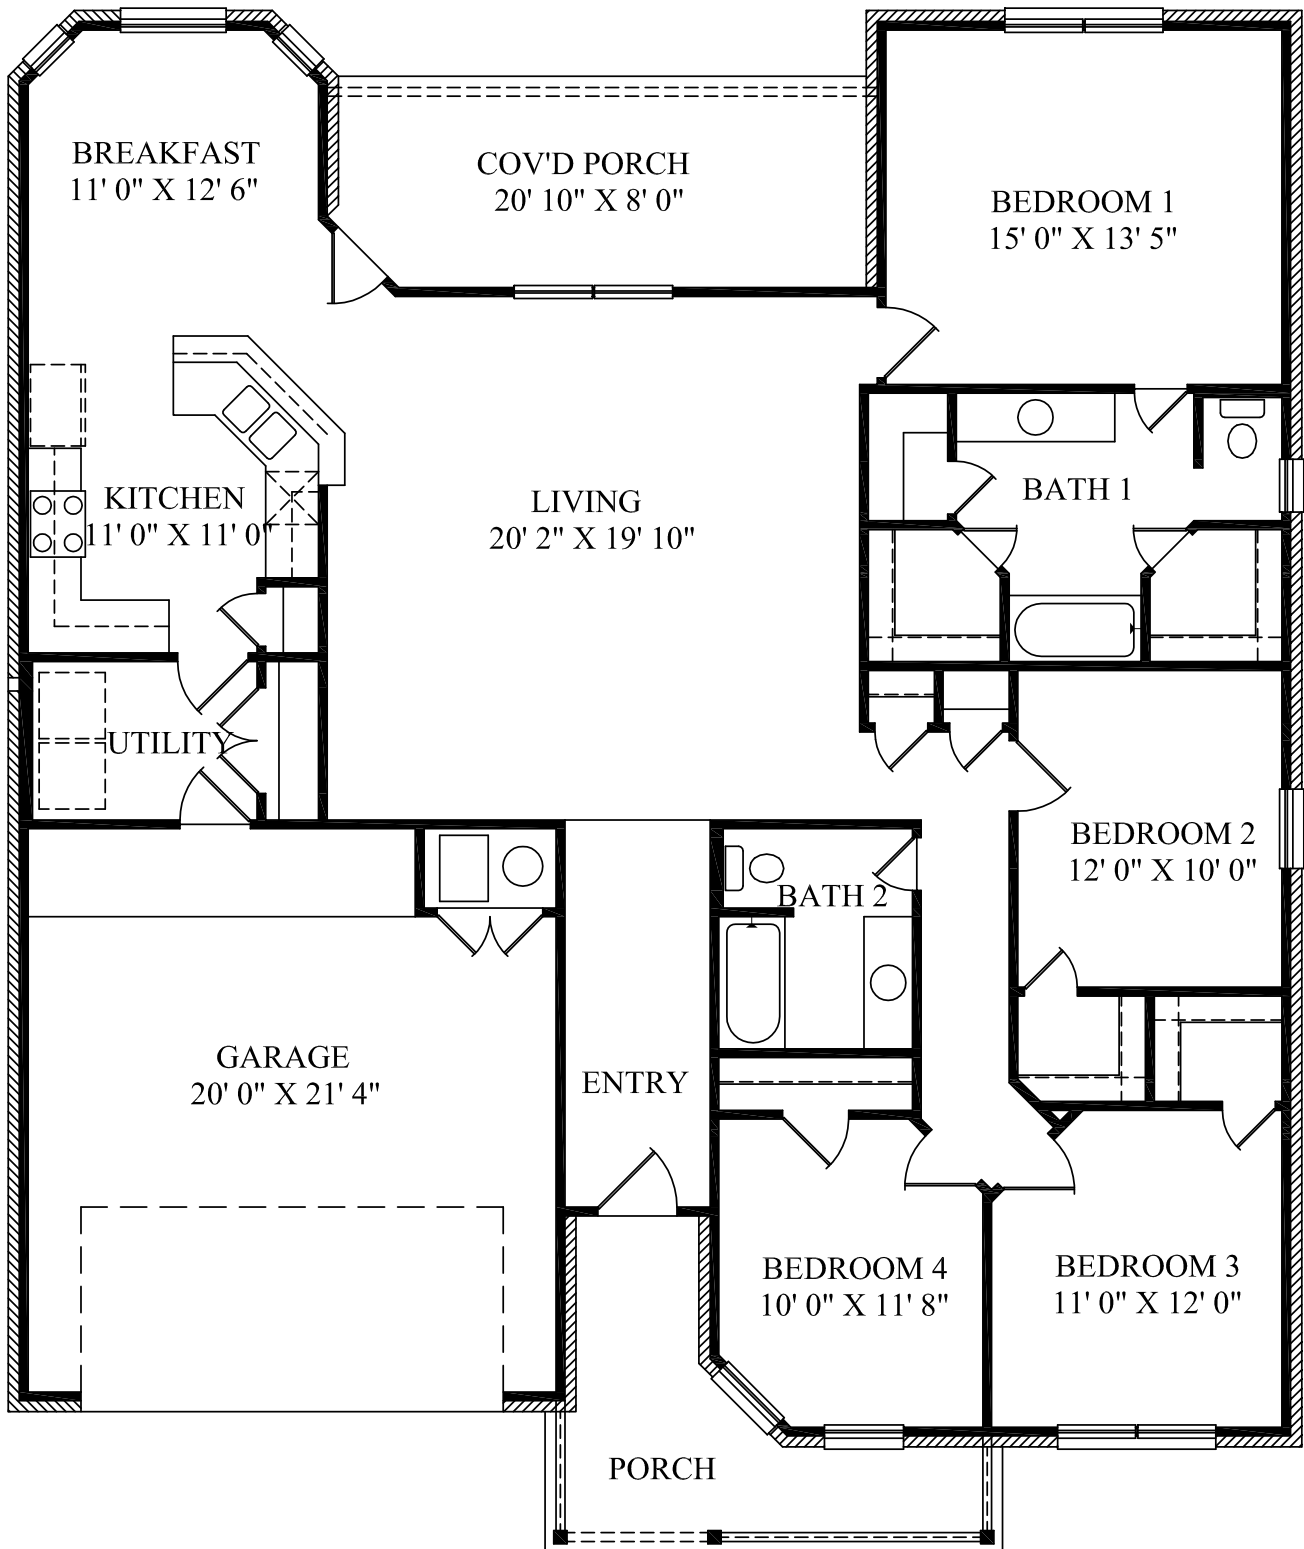 BREAKFAST
11' 0" X 12' 6"
COV'D PORCH
20' 10" X 8' 0"
BEDROOM 1
15' 0" X 13' 5"
KITCHEN
11' 0" X 11' 0"
LIVING
20' 2" X 19' 10"
BATH 1
UTILITY
BEDROOM 2
12' 0" X 10' 0"
BATH 2
GARAGE
20' 0" X 21' 4"
ENTRY
BEDROOM 4
10' 0" X 11' 8"
BEDROOM 3
11' 0" X 12' 0"
PORCH